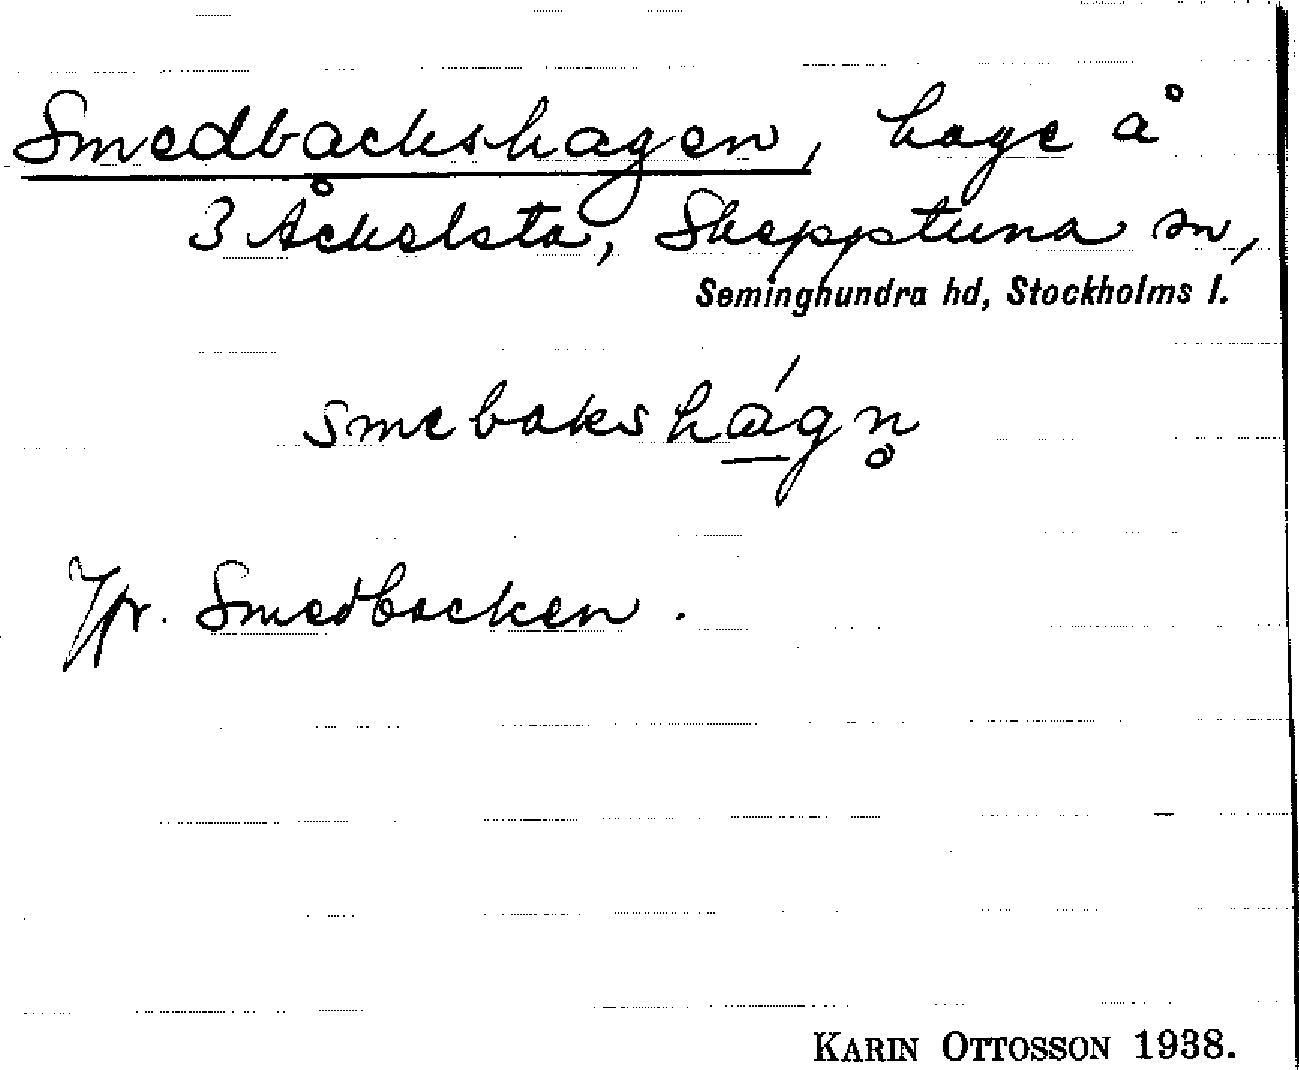 Smedbackshagen, hage å
3 Åckelsta, Skepptuna sn,
Seminghundra hd, Stockholms l.
smebakshág̥n̥
Jfr. Smedbacken.
KARIN OTTOSSON 1938.